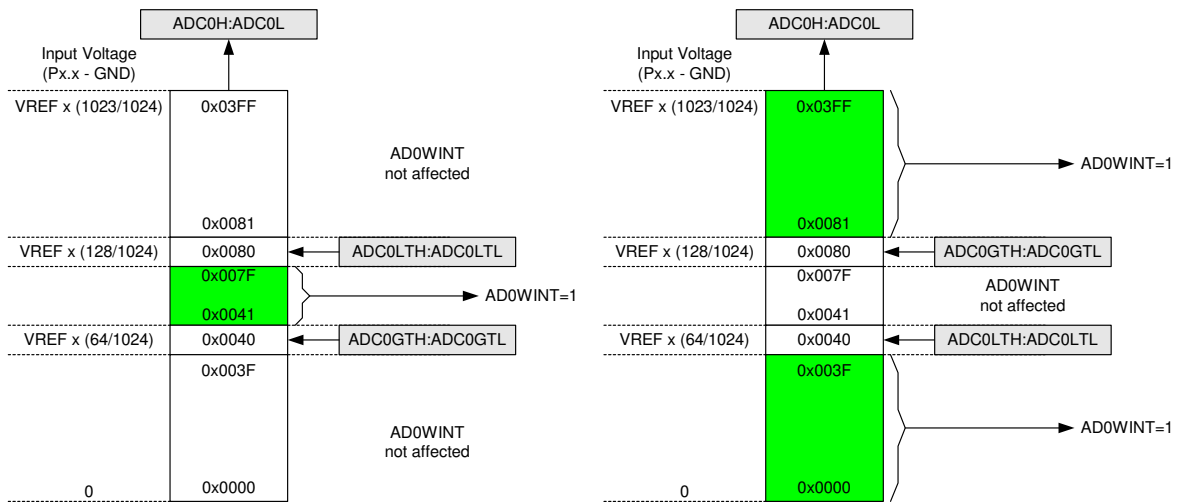 ADC0H:ADC0L
Input Voltage
(Px.x - GND)
VREF x (1023/1024)
0x03FF
AD0WINT
not affected
0x0081
VREF x (128/1024)
0x0080
ADC0LTH:ADC0LTL
0x007F
AD0WINT=1
0x0041
VREF x (64/1024)
0x0040
ADC0GTH:ADC0GTL
0x003F
AD0WINT
not affected
0
0x0000
ADC0H:ADC0L
Input Voltage
(Px.x - GND)
VREF x (1023/1024)
0x03FF
AD0WINT=1
0x0081
VREF x (128/1024)
0x0080
ADC0GTH:ADC0GTL
0x007F
AD0WINT
not affected
0x0041
VREF x (64/1024)
0x0040
ADC0LTH:ADC0LTL
0x003F
AD0WINT=1
0
0x0000